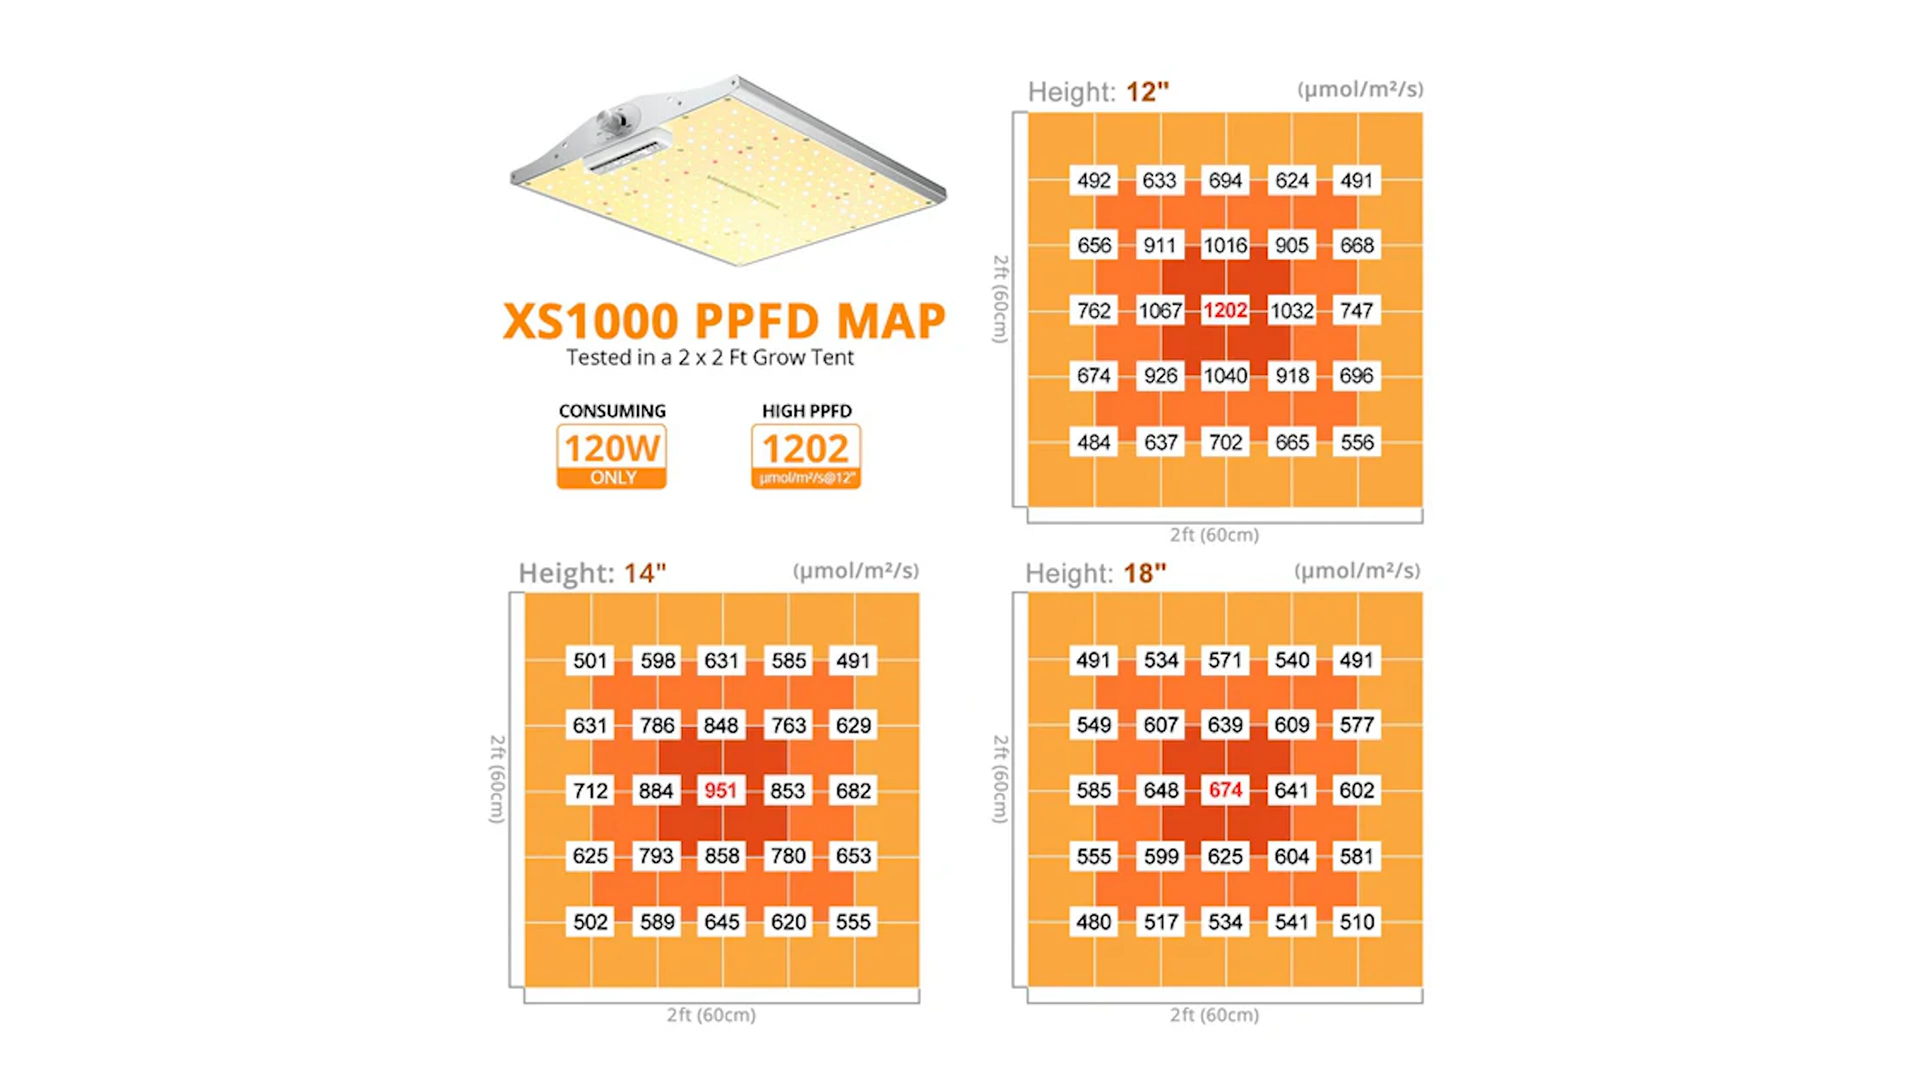 XS1000 PPFD MAP
Tested in a 2 x 2 Ft Grow Tent
CONSUMING
120W
ONLY
HIGH PPFD
1202
µmol/m²/s@12"
Height: 12" (µmol/m²/s)
492 633 694 624 491
656 911 1016 905 668
762 1067 1202 1032 747
674 926 1040 918 696
484 637 702 665 556
2ft (60cm)
2ft (60cm)
Height: 14" (µmol/m²/s)
501 598 631 585 491
631 786 848 763 629
712 884 951 853 682
625 793 858 780 653
502 589 645 620 555
2ft (60cm)
2ft (60cm)
Height: 18" (µmol/m²/s)
491 534 571 540 491
549 607 639 609 577
585 648 674 641 602
555 599 625 604 581
480 517 534 541 510
2ft (60cm)
2ft (60cm)